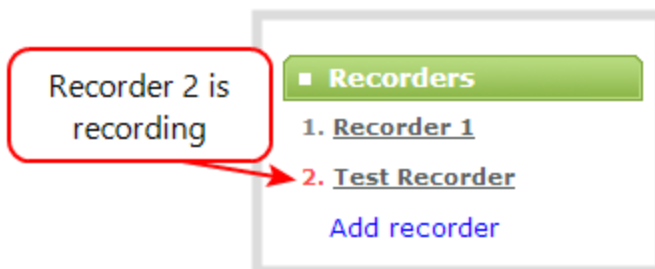 Recorder 2 is
recording
Recorders
1. Recorder 1
2. Test Recorder
Add recorder